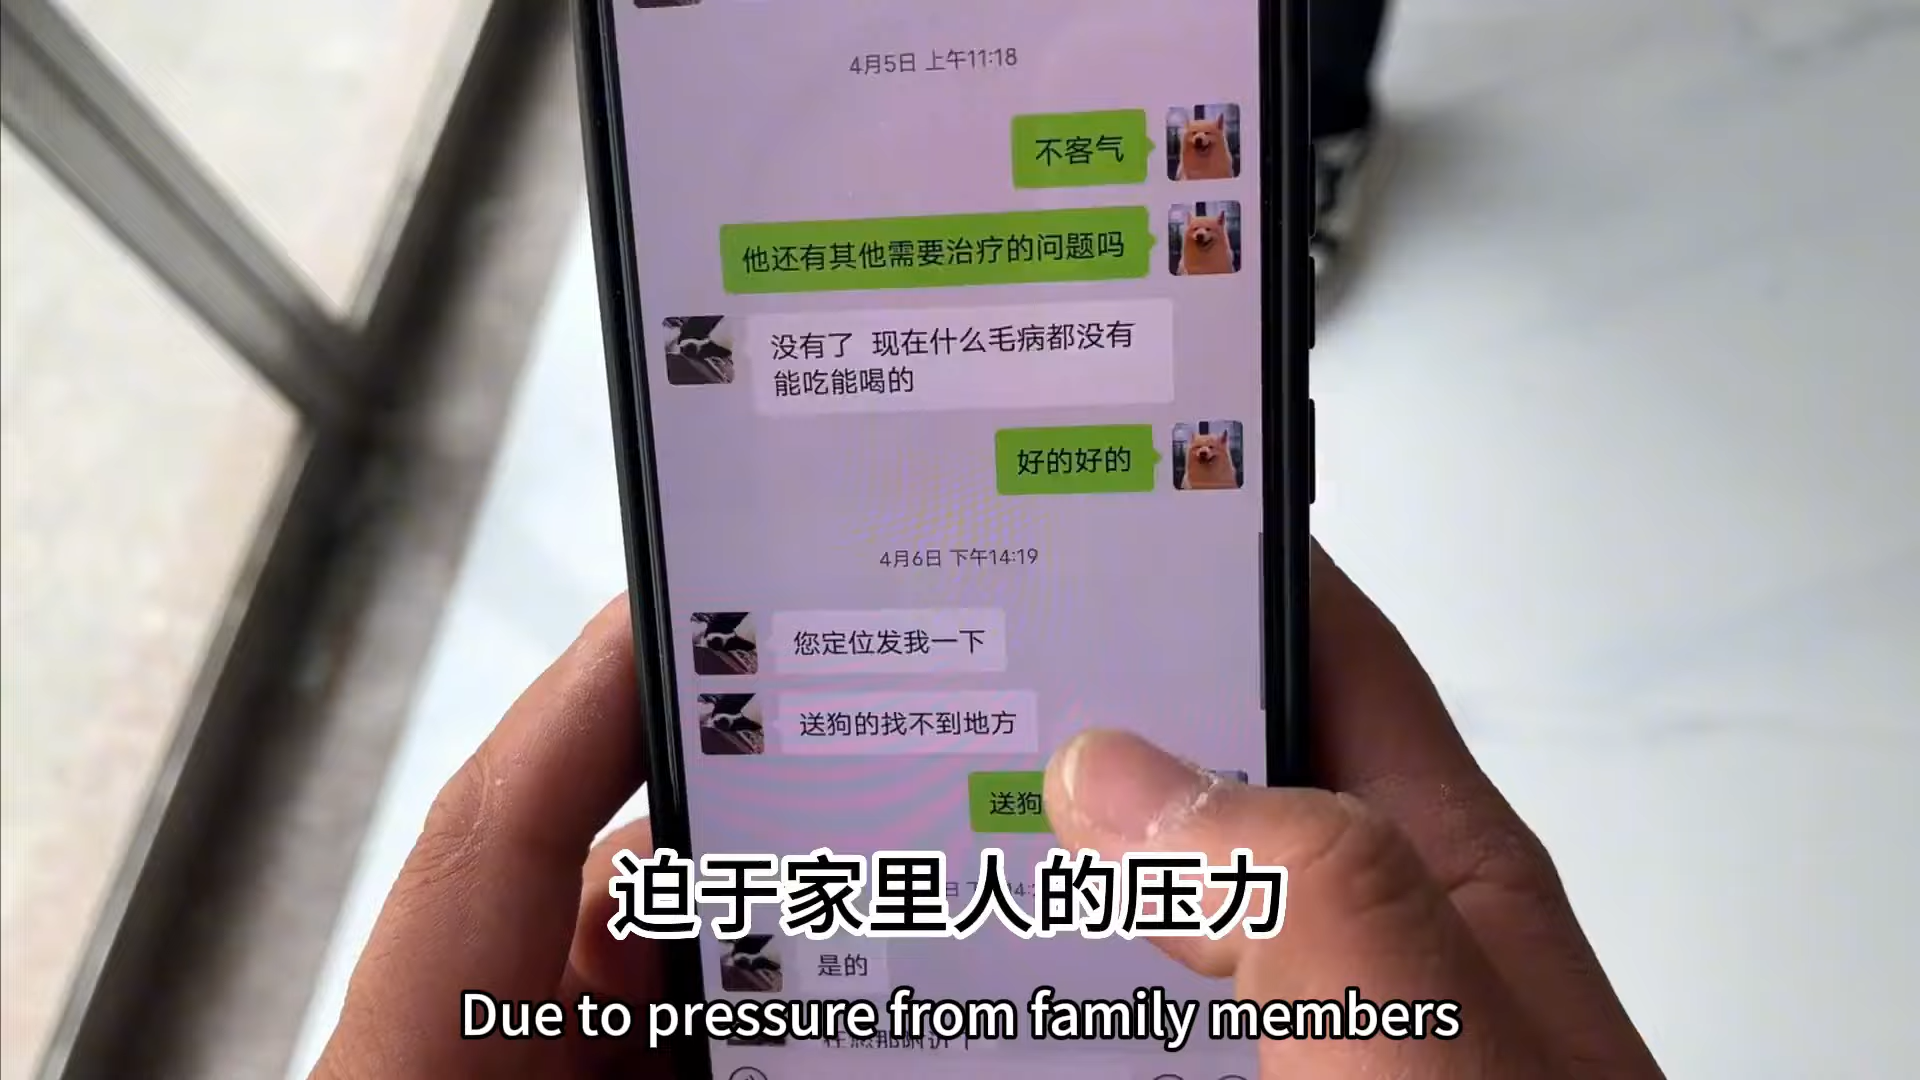 4月5日 上午11:18
不客气
他还有其他需要治疗的问题吗
没有了 现在什么毛病都没有
能吃能喝的
好的好的
4月6日 下午14:19
您定位发我一下
送狗的找不到地方
送狗
迫于家里人的压力
是的
Due to pressure from family members